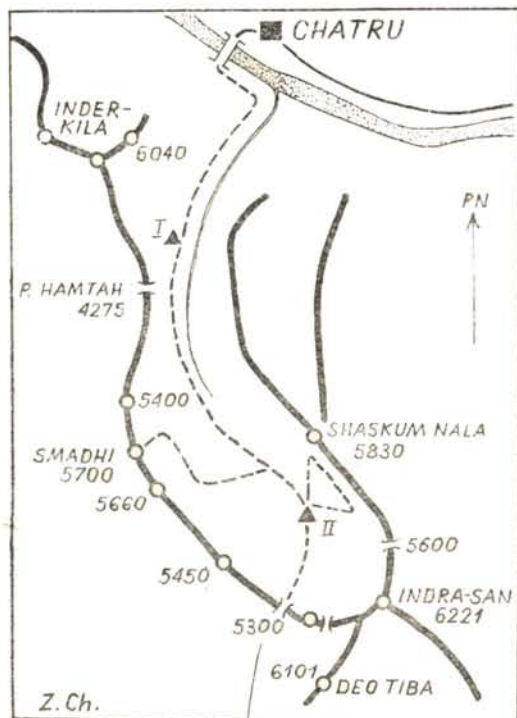 CHATRU
INDER-
KILA
6040
PN
I
P. HAMTAH
4275
5400
SHASKUM NALA
5830
SMADHI
5700
5660
II
5600
5450
INDRA-SAN
6221
5300
6101
DEO TIBA
Z. Ch.